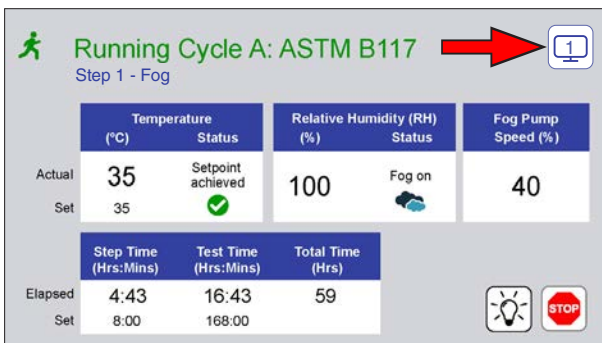 Running Cycle A: ASTM B117
1
Step 1 - Fog
Temperature
(°C) Status
Relative Humidity (RH)
(%) Status
Fog Pump
Speed (%)
Actual 35 Setpoint achieved 100 Fog on 40
Set 35
Step Time
(Hrs:Mins)
Test Time
(Hrs:Mins)
Total Time
(Hrs)
Elapsed 4:43 16:43 59
Set 8:00 168:00
STOP